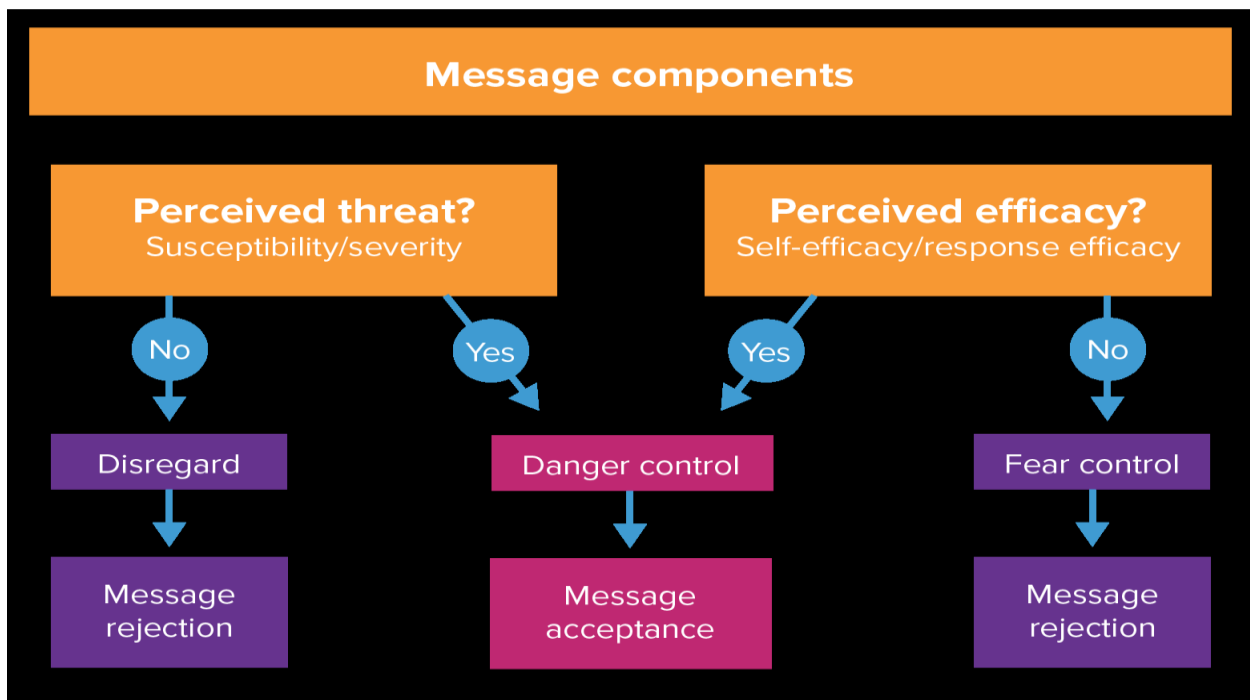 Message components
Perceived threat?
Susceptibility/severity
Perceived efficacy?
Self-efficacy/response efficacy
No
Yes
Yes
No
Disregard
Danger control
Fear control
Message
rejection
Message
acceptance
Message
rejection